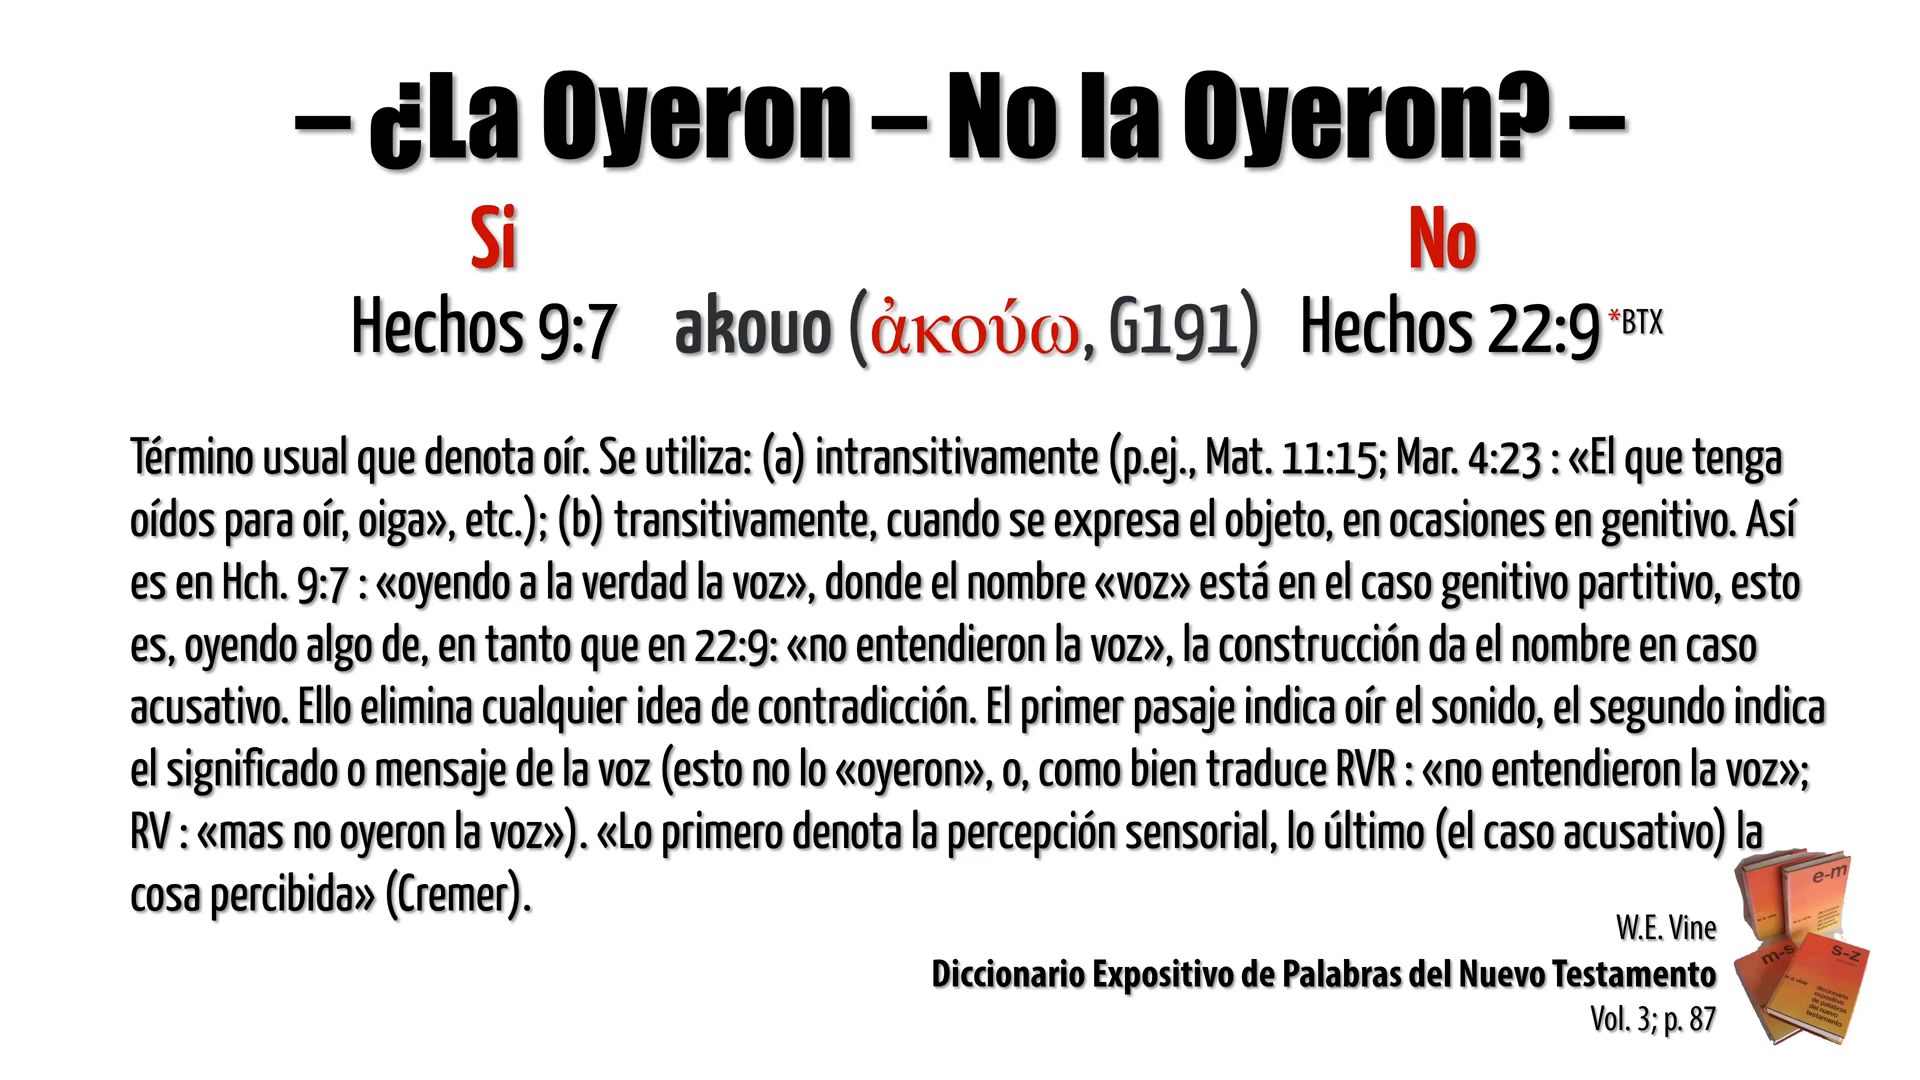 – ¿La Oyeron – No la Oyeron? –
Si
No
Hechos 9:7 akouo (ἀκούω, G191) Hechos 22:9 *BTX
Término usual que denota oír. Se utiliza: (a) intransitivamente (p.ej., Mat. 11:15; Mar. 4:23 : «El que tenga
oídos para oír, oiga», etc.); (b) transitivamente, cuando se expresa el objeto, en ocasiones en genitivo. Así
es en Hch. 9:7 : «oyendo a la verdad la voz», donde el nombre «voz» está en el caso genitivo partitivo, esto
es, oyendo algo de, en tanto que en 22:9: «no entendieron la voz», la construcción da el nombre en caso
acusativo. Ello elimina cualquier idea de contradicción. El primer pasaje indica oír el sonido, el segundo indica
el significado o mensaje de la voz (esto no lo «oyeron», o, como bien traduce RVR : «no entendieron la voz»;
RV : «mas no oyeron la voz»). «Lo primero denota la percepción sensorial, lo último (el caso acusativo) la
cosa percibida» (Cremer).
W.E. Vine
Diccionario Expositivo de Palabras del Nuevo Testamento
Vol. 3; p. 87
e-m
m-s
s-z
diccionario
expositivo
de palabras
del nuevo
testamento